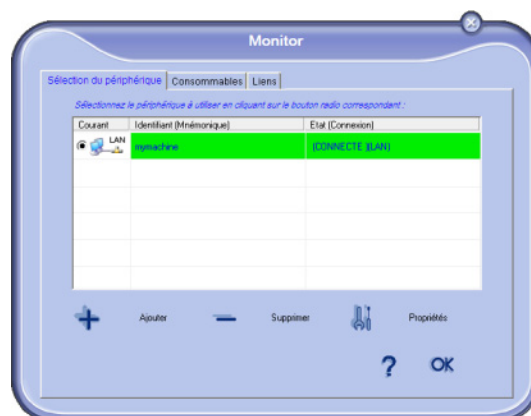 Monitor
Sélection du périphérique Consommables Liens
Sélectionnez le périphérique à utiliser en cliquant sur le bouton radio correspondant :
Courant Identifiant (Mnémonique) Etat (Connexion)
LAN mymachine (CONNECTE )(LAN)
Ajouter Supprimer Propriétés
? OK